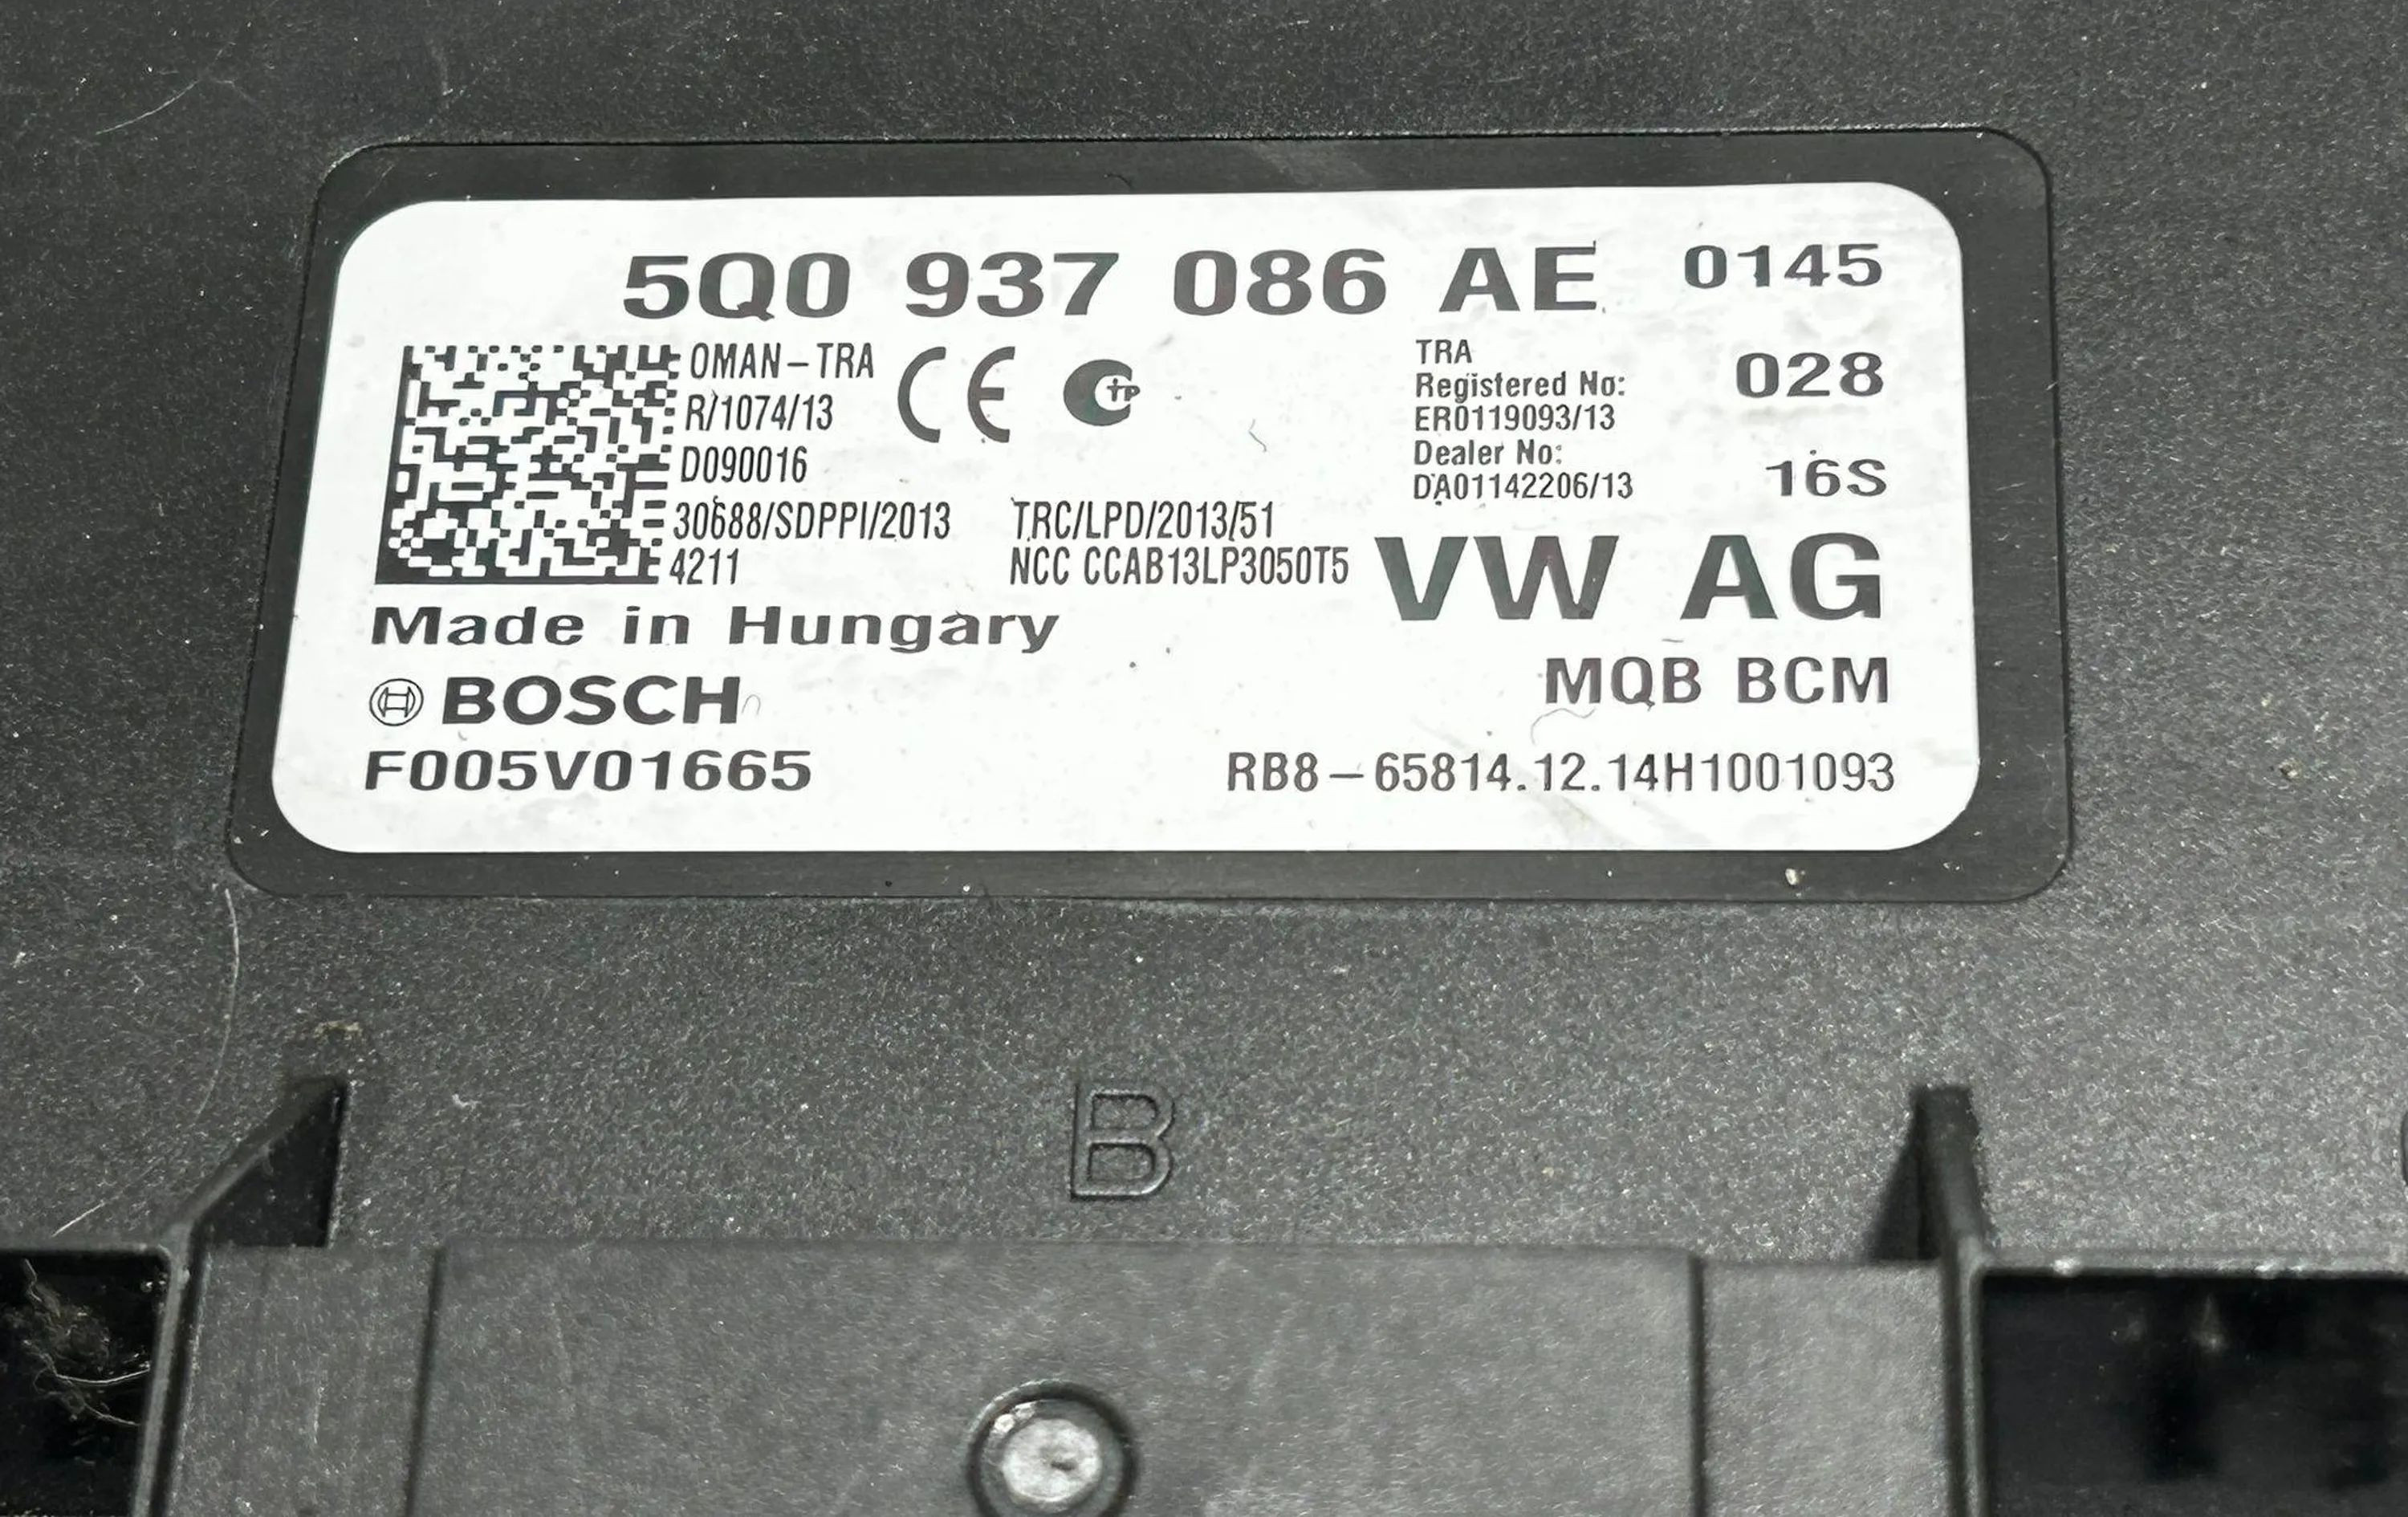 5Q0 937 086 AE 0145
OMAN-TRA
R/1074/13
D090016
30688/SDPPI/2013
4211
CE
TRC/LPD/2013/51
NCC CCAB13LP3050T5
TRA
Registered No:
ER0119093/13
Dealer No:
DA01142206/13
028
16S
VW AG
Made in Hungary
MQB BCM
BOSCH
F005V01665
RB8-65814.12.14H1001093
B